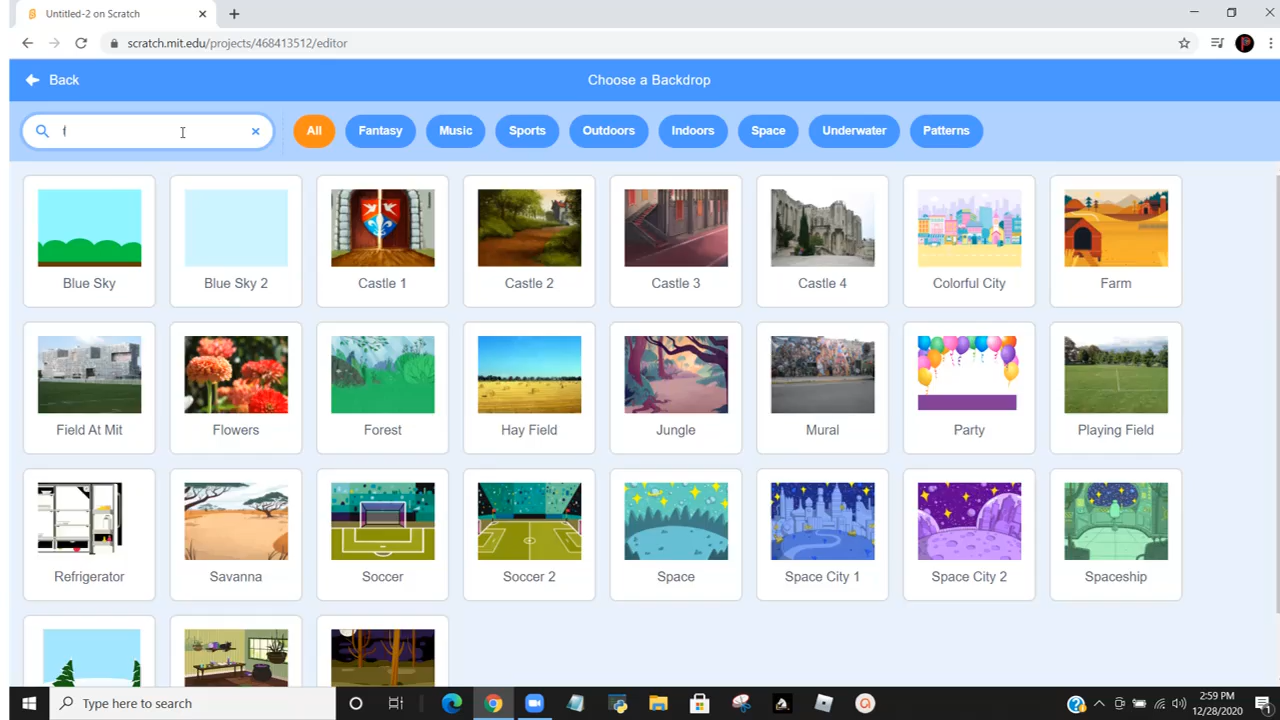 Untitled-2 on Scratch
scratch.mit.edu/projects/468413512/editor
Back
Choose a Backdrop
f
All
Fantasy
Music
Sports
Outdoors
Indoors
Space
Underwater
Patterns
Blue Sky
Blue Sky 2
Castle 1
Castle 2
Castle 3
Castle 4
Colorful City
Farm
Field At Mit
Flowers
Forest
Hay Field
Jungle
Mural
Party
Playing Field
Refrigerator
Savanna
Soccer
Soccer 2
Space
Space City 1
Space City 2
Spaceship
Type here to search
2:59 PM
12/28/2020
1